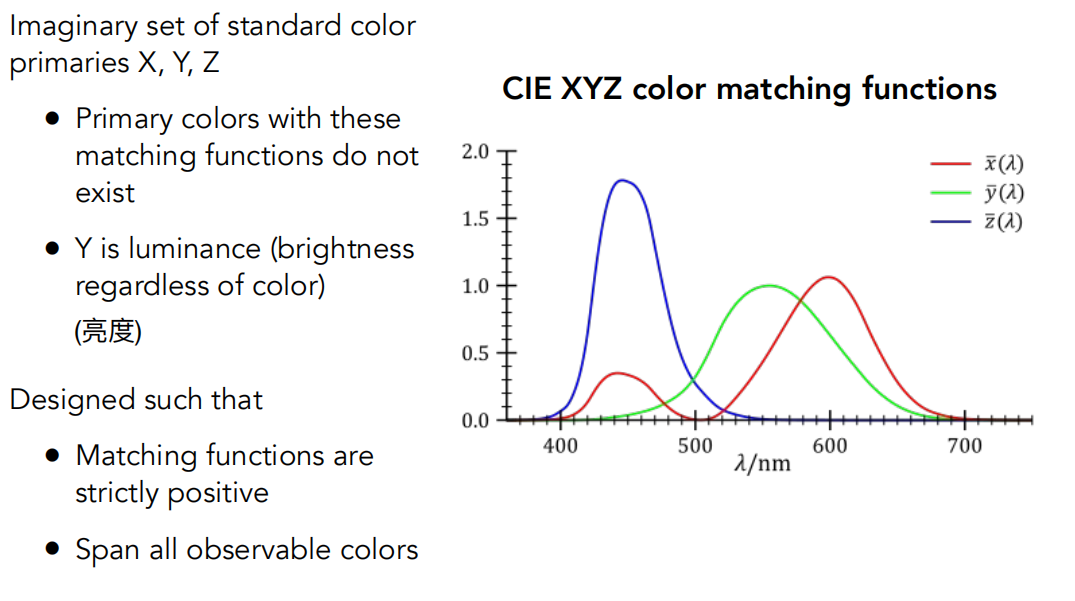 Imaginary set of standard color
primaries X, Y, Z
● Primary colors with these
matching functions do not
exist
● Y is luminance (brightness
regardless of color)
(亮度)
Designed such that
● Matching functions are
strictly positive
● Span all observable colors
CIE XYZ color matching functions
2.0
1.5
1.0
0.5
0.0
400 500 600 700
λ/nm
x̅(λ)
y̅(λ)
z̅(λ)